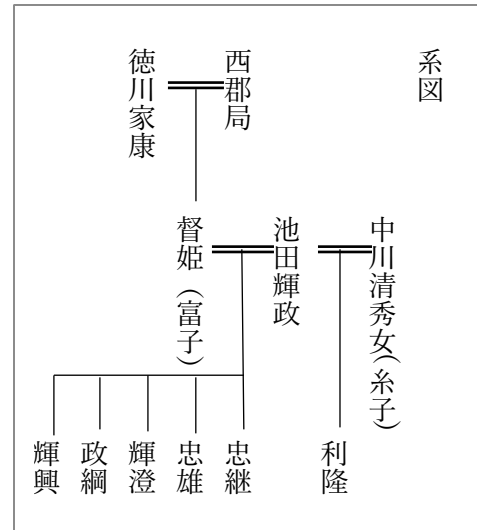 系図
西郡局
徳川家康
中川清秀女(糸子)
池田輝政
督姫(富子)
利隆
忠継
忠雄
輝澄
政綱
輝興